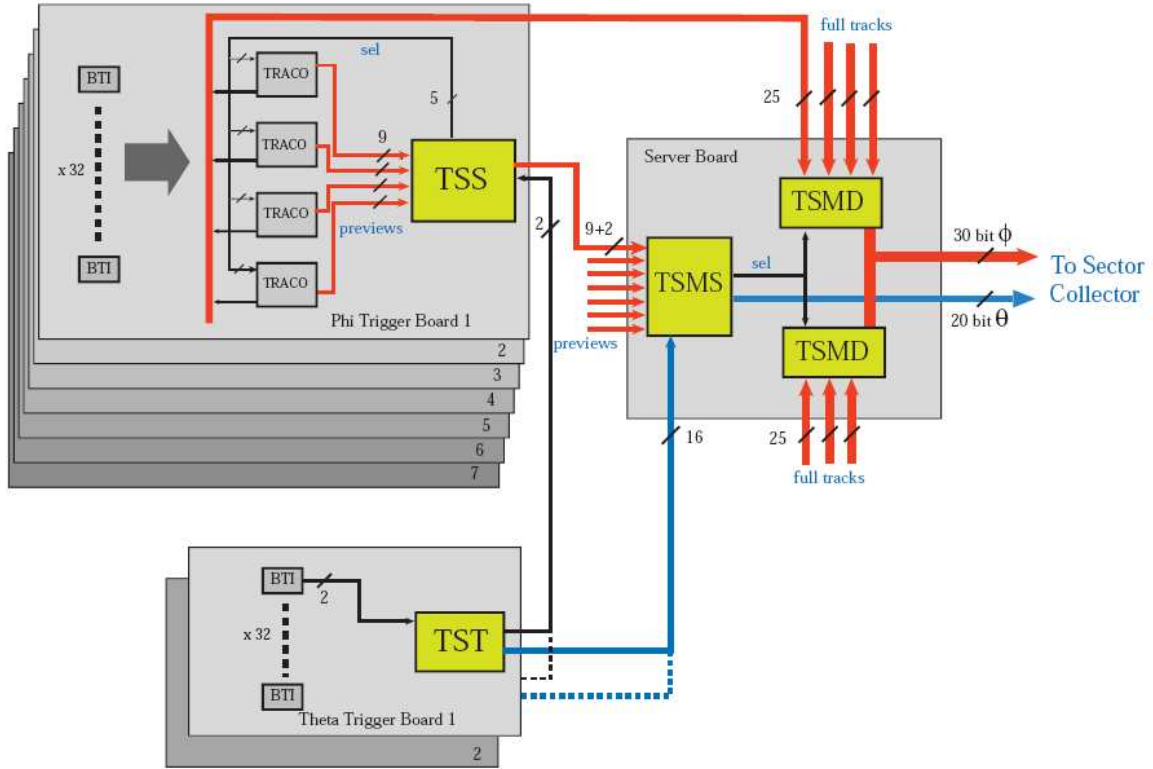 full tracks
sel
BTI
TRACO
5
25
9
TRACO
Server Board
x 32
TSS
TSMD
TRACO
previews
2
9+2
30 bit ϕ
TSMS
sel
To Sector
Collector
BTI
TRACO
20 bit θ
Phi Trigger Board 1
previews
TSMD
2
3
4
5
6
7
16
25
full tracks
BTI
2
x 32
TST
BTI
Theta Trigger Board 1
2